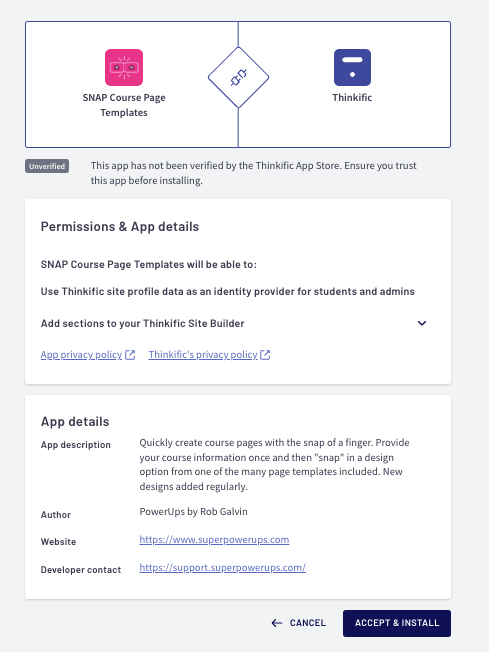 SNAP Course Page
Templates
Thinkific
Unverified
This app has not been verified by the Thinkific App Store. Ensure you trust
this app before installing.
Permissions & App details
SNAP Course Page Templates will be able to:
Use Thinkific site profile data as an identity provider for students and admins
Add sections to your Thinkific Site Builder
App privacy policy Thinkific's privacy policy
App details
App description
Quickly create course pages with the snap of a finger. Provide
your course information once and then "snap" in a design
option from one of the many page templates included. New
designs added regularly.
Author PowerUps by Rob Galvin
Website https://www.superpowerups.com
Developer contact https://support.superpowerups.com/
CANCEL ACCEPT & INSTALL